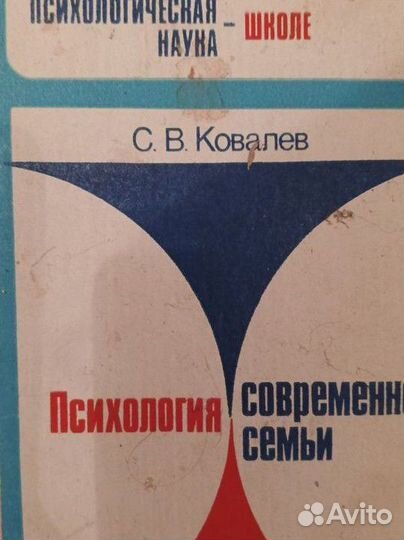 ПСИХОЛОГИЧЕСКАЯ
НАУКА – ШКОЛЕ
С. В. Ковалев
Психология современн
семьи
Avito